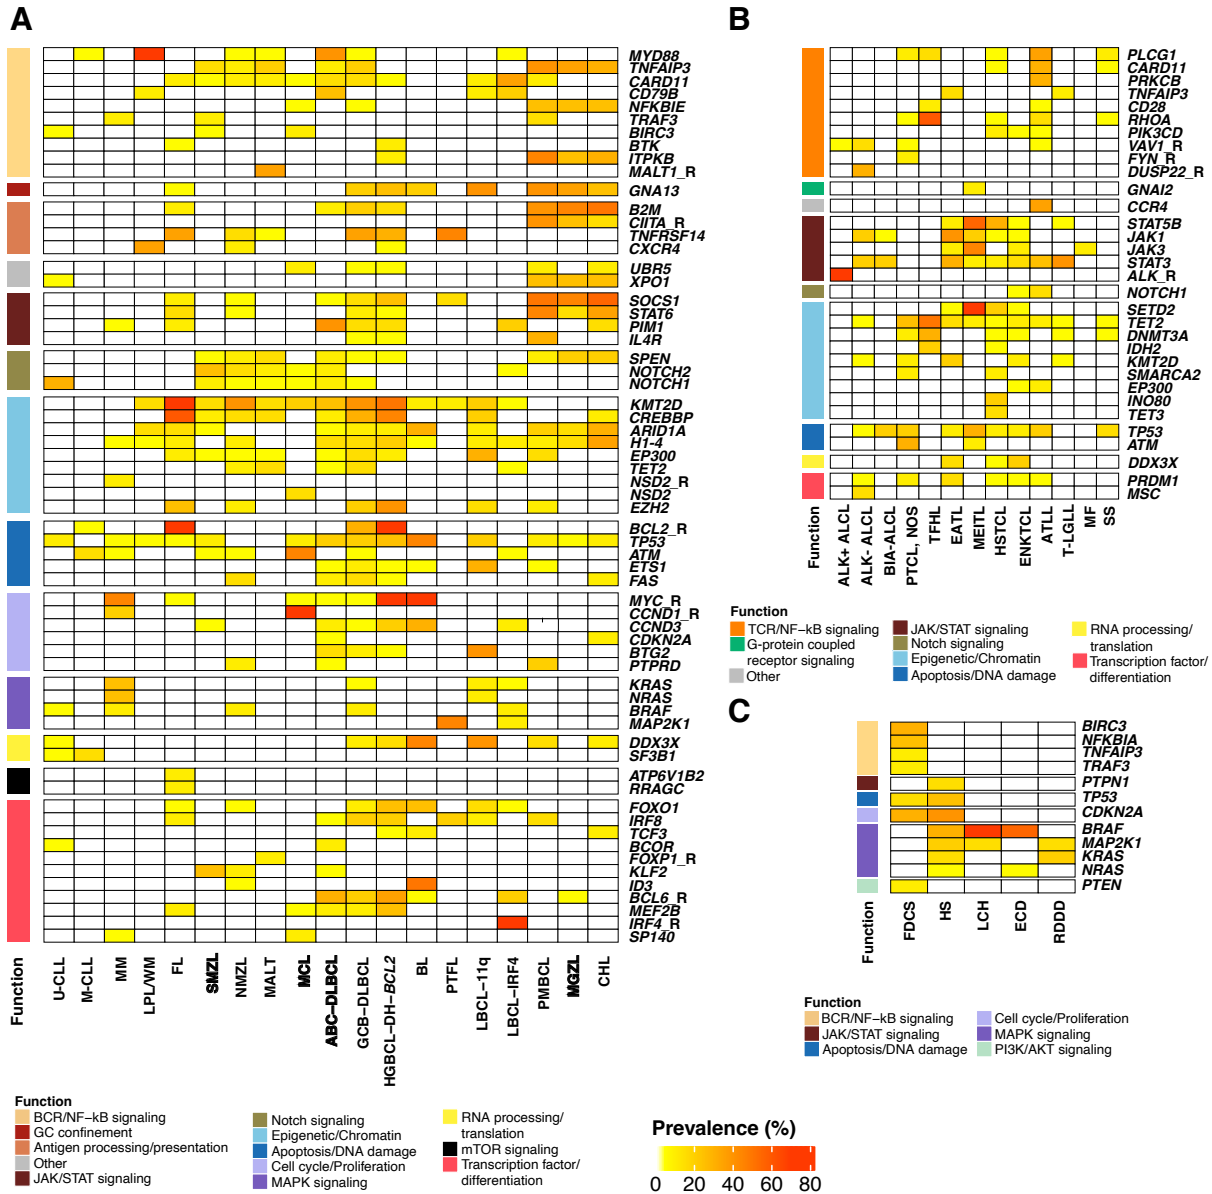 A
MYD88
TNFAIP3
CARD11
CD79B
NFKBIE
TRAF3
BIRC3
BTK
ITPKB
MALT1_R
GNA13
B2M
CIITA_R
TNFRSF14
CXCR4
UBR5
XPO1
SOCS1
STAT6
PIM1
IL4R
SPEN
NOTCH2
NOTCH1
KMT2D
CREBBP
ARID1A
H1-4
EP300
TET2
NSD2_R
NSD2
EZH2
BCL2_R
TP53
ATM
ETS1
FAS
MYC_R
CCND1_R
CCND3
CDKN2A
BTG2
PTPRD
KRAS
NRAS
BRAF
MAP2K1
DDX3X
SF3B1
ATP6V1B2
RRAGC
FOXO1
IRF8
TCF3
BCOR
FOXP1_R
KLF2
ID3
BCL6_R
MEF2B
IRF4_R
SP140
Function
U-CLL
M-CLL
MM
LPL/WM
FL
SMZL
NMZL
MALT
MCL
ABC-DLBCL
GCB-DLBCL
HGBCL-DH-BCL2
BL
PTFL
LBCL-11q
LBCL-IRF4
PMBCL
MGZL
CHL
Function
BCR/NF-kB signaling
GC confinement
Antigen processing/presentation
Other
JAK/STAT signaling
Notch signaling
Epigenetic/Chromatin
Apoptosis/DNA damage
Cell cycle/Proliferation
MAPK signaling
RNA processing/
translation
mTOR signaling
Transcription factor/
differentiation
B
PLCG1
CARD11
PRKCB
TNFAIP3
CD28
RHOA
PIK3CD
VAV1_R
FYN_R
DUSP22_R
GNAI2
CCR4
STAT5B
JAK1
JAK3
STAT3
ALK_R
NOTCH1
SETD2
TET2
DNMT3A
IDH2
KMT2D
SMARCA2
EP300
INO80
TET3
TP53
ATM
DDX3X
PRDM1
MSC
Function
ALK+ ALCL
ALK- ALCL
BIA-ALCL
PTCL, NOS
TFHL
EATL
MEITL
HSTCL
ENKTCL
ATLL
T-LGLL
MF
SS
Function
TCR/NF-kB signaling
G-protein coupled
receptor signaling
Other
JAK/STAT signaling
Notch signaling
Epigenetic/Chromatin
Apoptosis/DNA damage
RNA processing/
translation
Transcription factor/
differentiation
C
BIRC3
NFKBIA
TNFAIP3
TRAF3
PTPN1
TP53
CDKN2A
BRAF
MAP2K1
KRAS
NRAS
PTEN
Function
FDCS
HS
LCH
ECD
RDDD
Function
BCR/NF-kB signaling
JAK/STAT signaling
Apoptosis/DNA damage
Cell cycle/Proliferation
MAPK signaling
PI3K/AKT signaling
Prevalence (%)
0 20 40 60 80